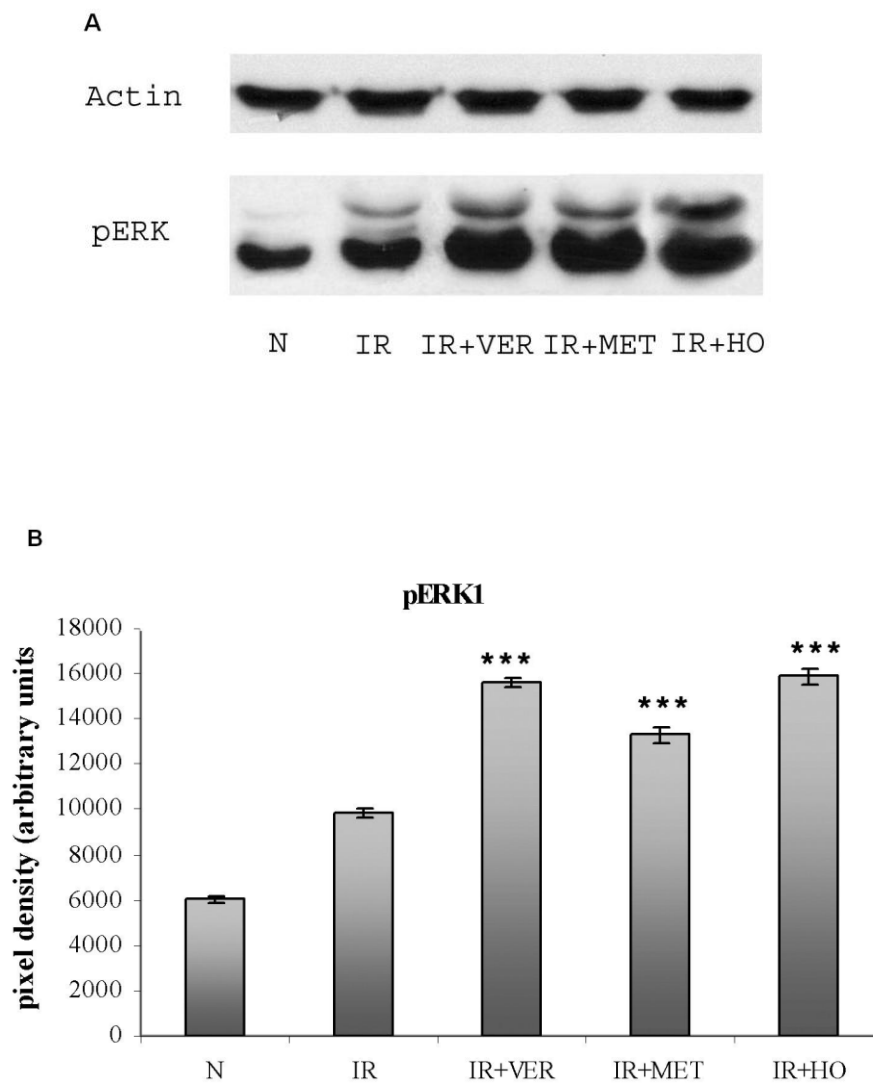 A
Actin
pERK
N IR IR+VER IR+MET IR+HO
B
pERK1
pixel density (arbitrary units
18000
16000
14000
12000
10000
8000
6000
4000
2000
0
*** *** ***
N IR IR+VER IR+MET IR+HO